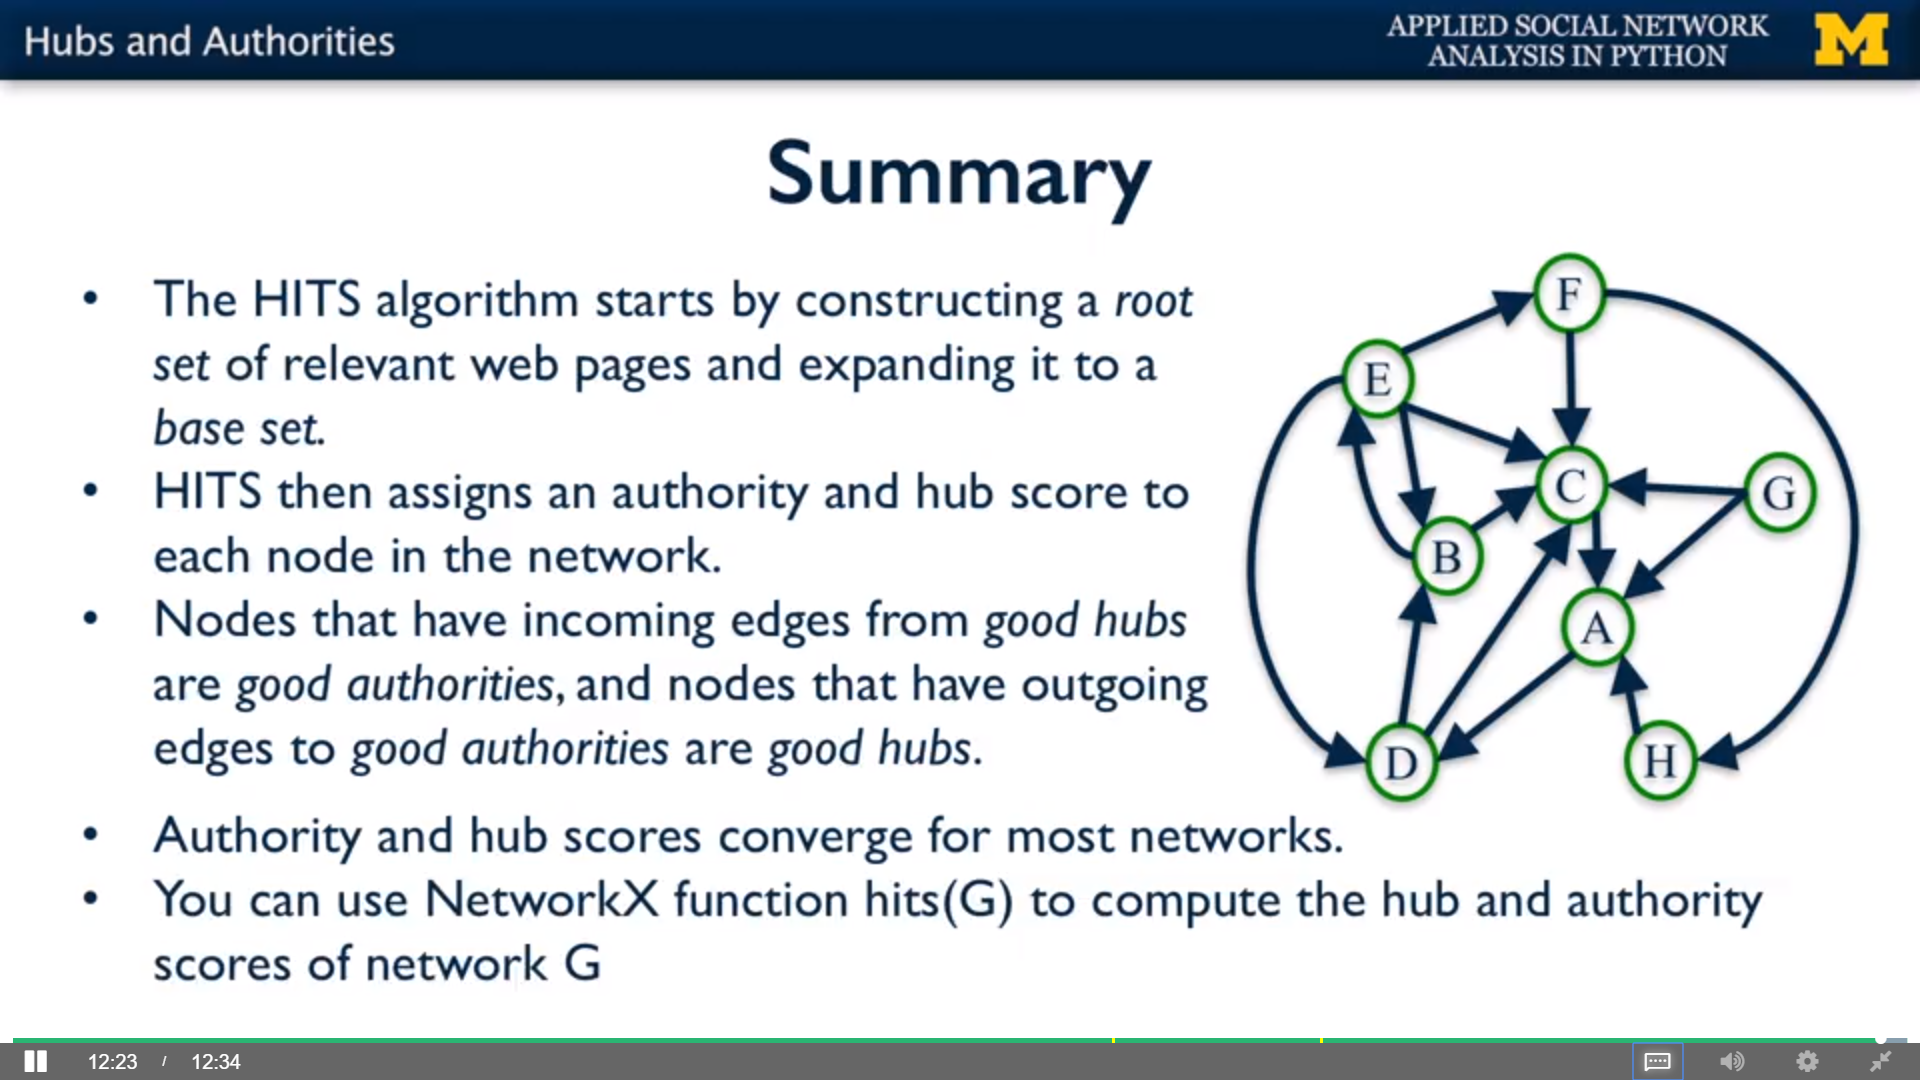 Hubs and Authorities
APPLIED SOCIAL NETWORK
ANALYSIS IN PYTHON
M
Summary
• The HITS algorithm starts by constructing a root
set of relevant web pages and expanding it to a
base set.
• HITS then assigns an authority and hub score to
each node in the network.
• Nodes that have incoming edges from good hubs
are good authorities, and nodes that have outgoing
edges to good authorities are good hubs.
• Authority and hub scores converge for most networks.
• You can use NetworkX function hits(G) to compute the hub and authority
scores of network G
F
E
C
G
B
A
D
H
12:23 / 12:34